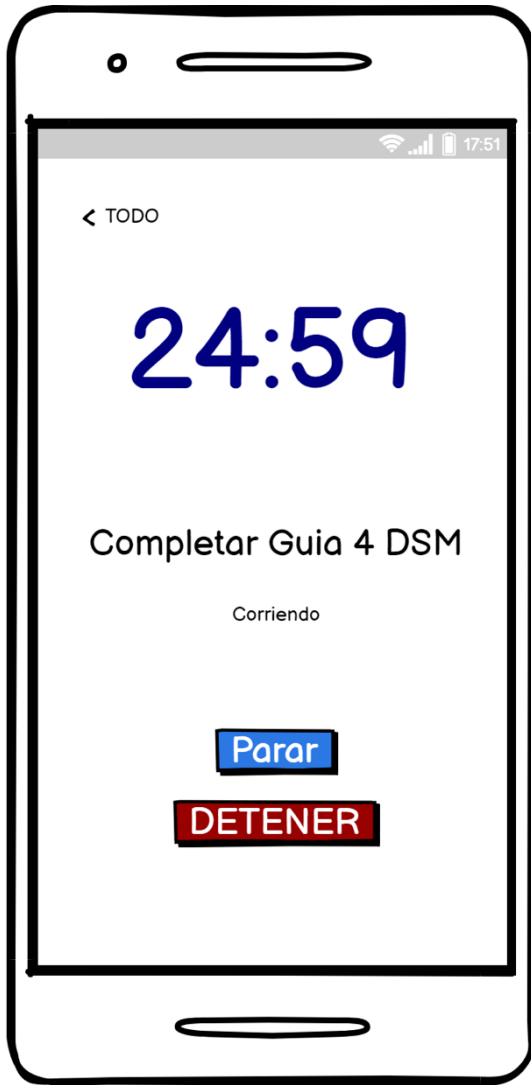 17:51
TODO
24:59
Completar Guia 4 DSM
Corriendo
Parar
DETENER